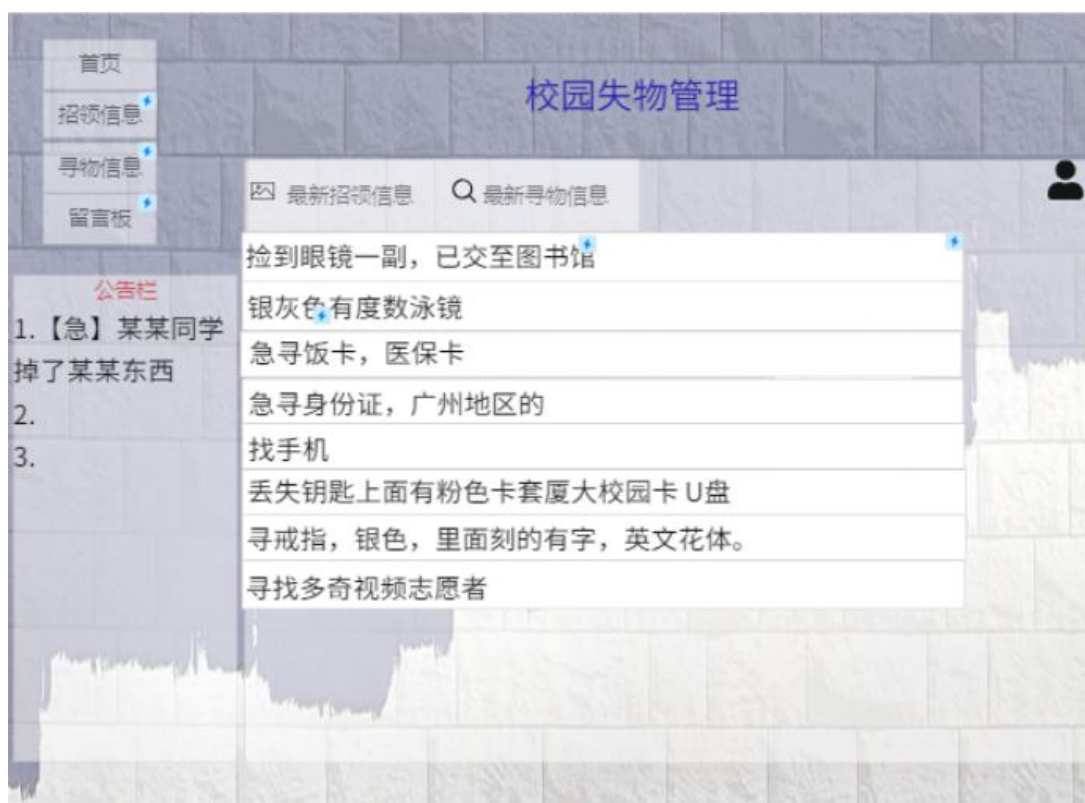 首页
招领信息
寻物信息
留言板
校园失物管理
最新招领信息 最新寻物信息
公告栏
1.【急】某某同学
掉了某某东西
2.
3.
捡到眼镜一副，已交至图书馆
银灰色有度数泳镜
急寻饭卡，医保卡
急寻身份证，广州地区的
找手机
丢失钥匙上面有粉色卡套厦大校园卡 U盘
寻戒指，银色，里面刻的有字，英文花体。
寻找多奇视频志愿者